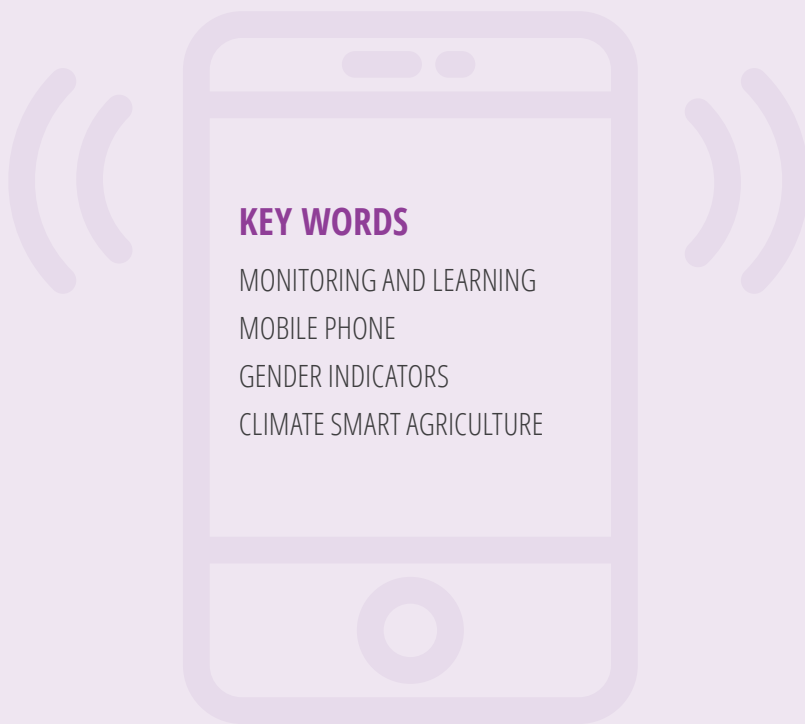 KEY WORDS
MONITORING AND LEARNING
MOBILE PHONE
GENDER INDICATORS
CLIMATE SMART AGRICULTURE